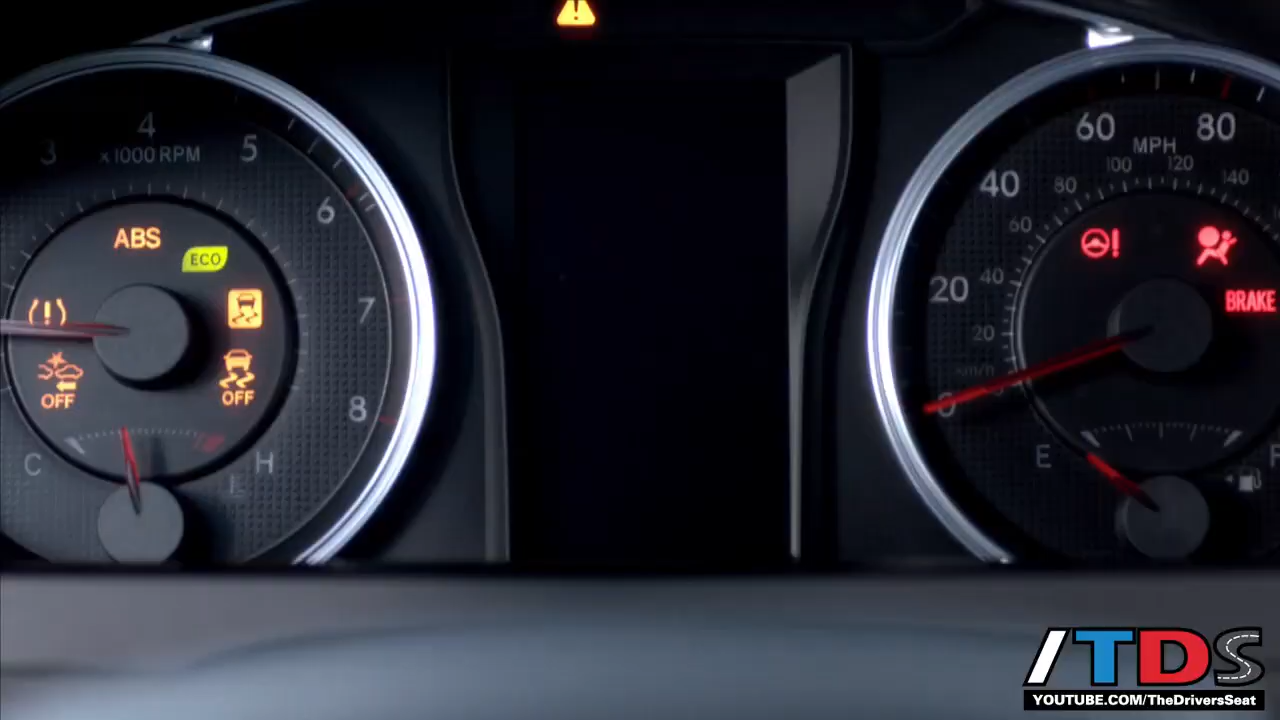 3 4 5 6 7 8
x1000 RPM
ABS
ECO
(!)
OFF
OFF
C H
E
20 40 60 80
MPH
20 40 60 80 100 120 140
km/h
0
!
BRAKE
E F
/TDS
YOUTUBE.COM/TheDriversSeat